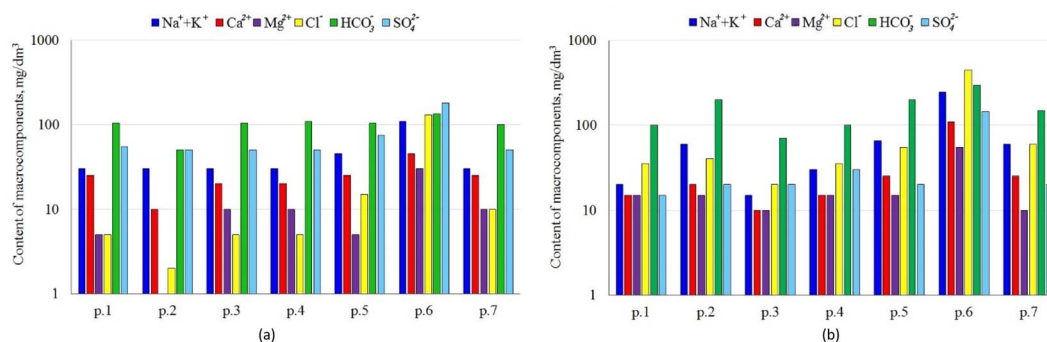 Na⁺+K⁺ Ca²⁺ Mg²⁺ Cl⁻ HCO₃⁻ SO₄²⁻
Content of macrocomponents, mg/dm³
1000
100
10
1
p.1 p.2 p.3 p.4 p.5 p.6 p.7
(a)
Na⁺+K⁺ Ca²⁺ Mg²⁺ Cl⁻ HCO₃⁻ SO₄²⁻
Content of macrocomponents, mg/dm³
1000
100
10
1
p.1 p.2 p.3 p.4 p.5 p.6 p.7
(b)